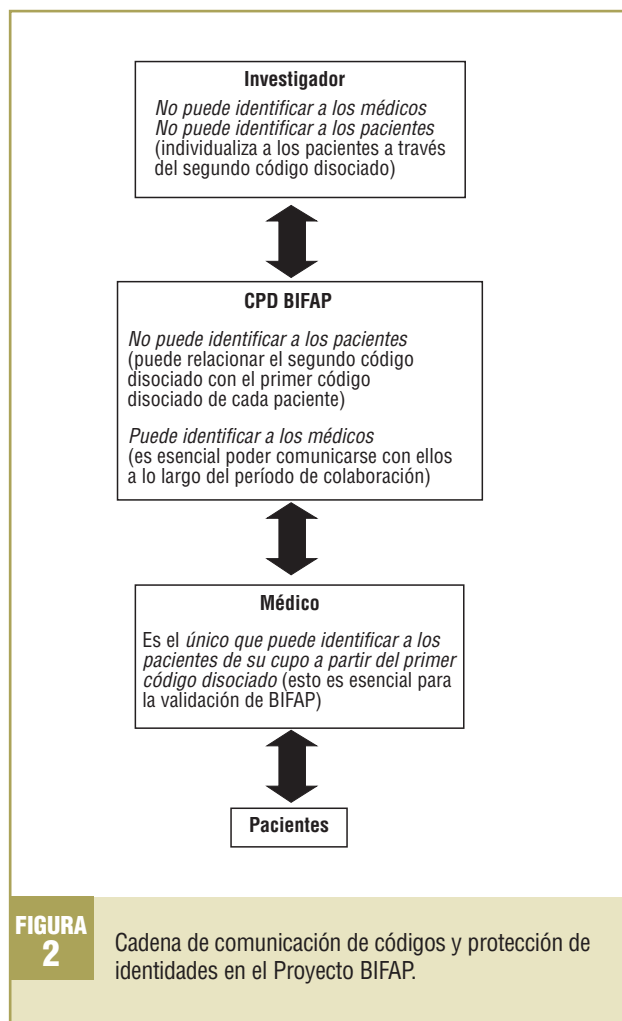 Investigador
No puede identificar a los médicos
No puede identificar a los pacientes
(individualiza a los pacientes a través
del segundo código disociado)
CPD BIFAP
No puede identificar a los pacientes
(puede relacionar el segundo código
disociado con el primer código
disociado de cada paciente)
Puede identificar a los médicos
(es esencial poder comunicarse con ellos
a lo largo del período de colaboración)
Médico
Es el único que puede identificar a los
pacientes de su cupo a partir del primer
código disociado (esto es esencial para
la validación de BIFAP)
Pacientes
FIGURA
2
Cadena de comunicación de códigos y protección de
identidades en el Proyecto BIFAP.